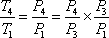 T₄/T₁ = P₄/P₁ = P₄/P₃ × P₃/P₁